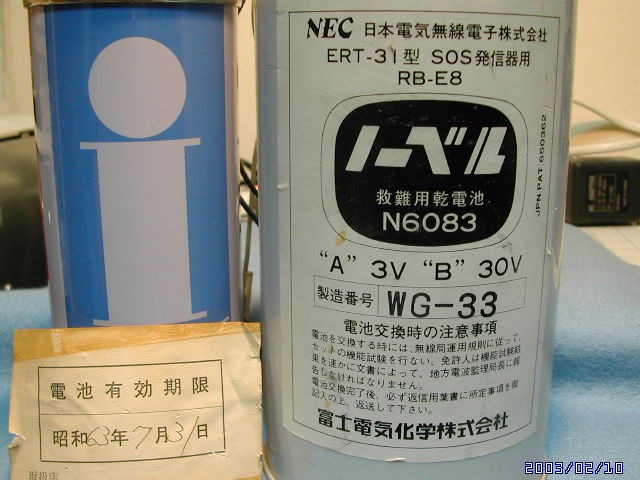 NEC 日本電気無線電子株式会社
ERT-31型 SOS発信器用
RB-E8
ノーベル
救難用乾電池
N6083
JPN PAT 650362
"A" 3V "B" 30V
製造番号 WG-33
電池交換時の注意事項
電池を交換する時には、無線局運用規則に従って、
セットの機能試験を行ない、免許人は機能試験結
果を速かに文書によって、地方電波監理局長に報
告しなければなりません。
電池交換完了後、必ず返信用葉書に所定事項を御
記入の上、返送して下さい。
富士電気化学株式会社
i
電池有効期限
昭和63年7月31日
取扱店
2003/02/10